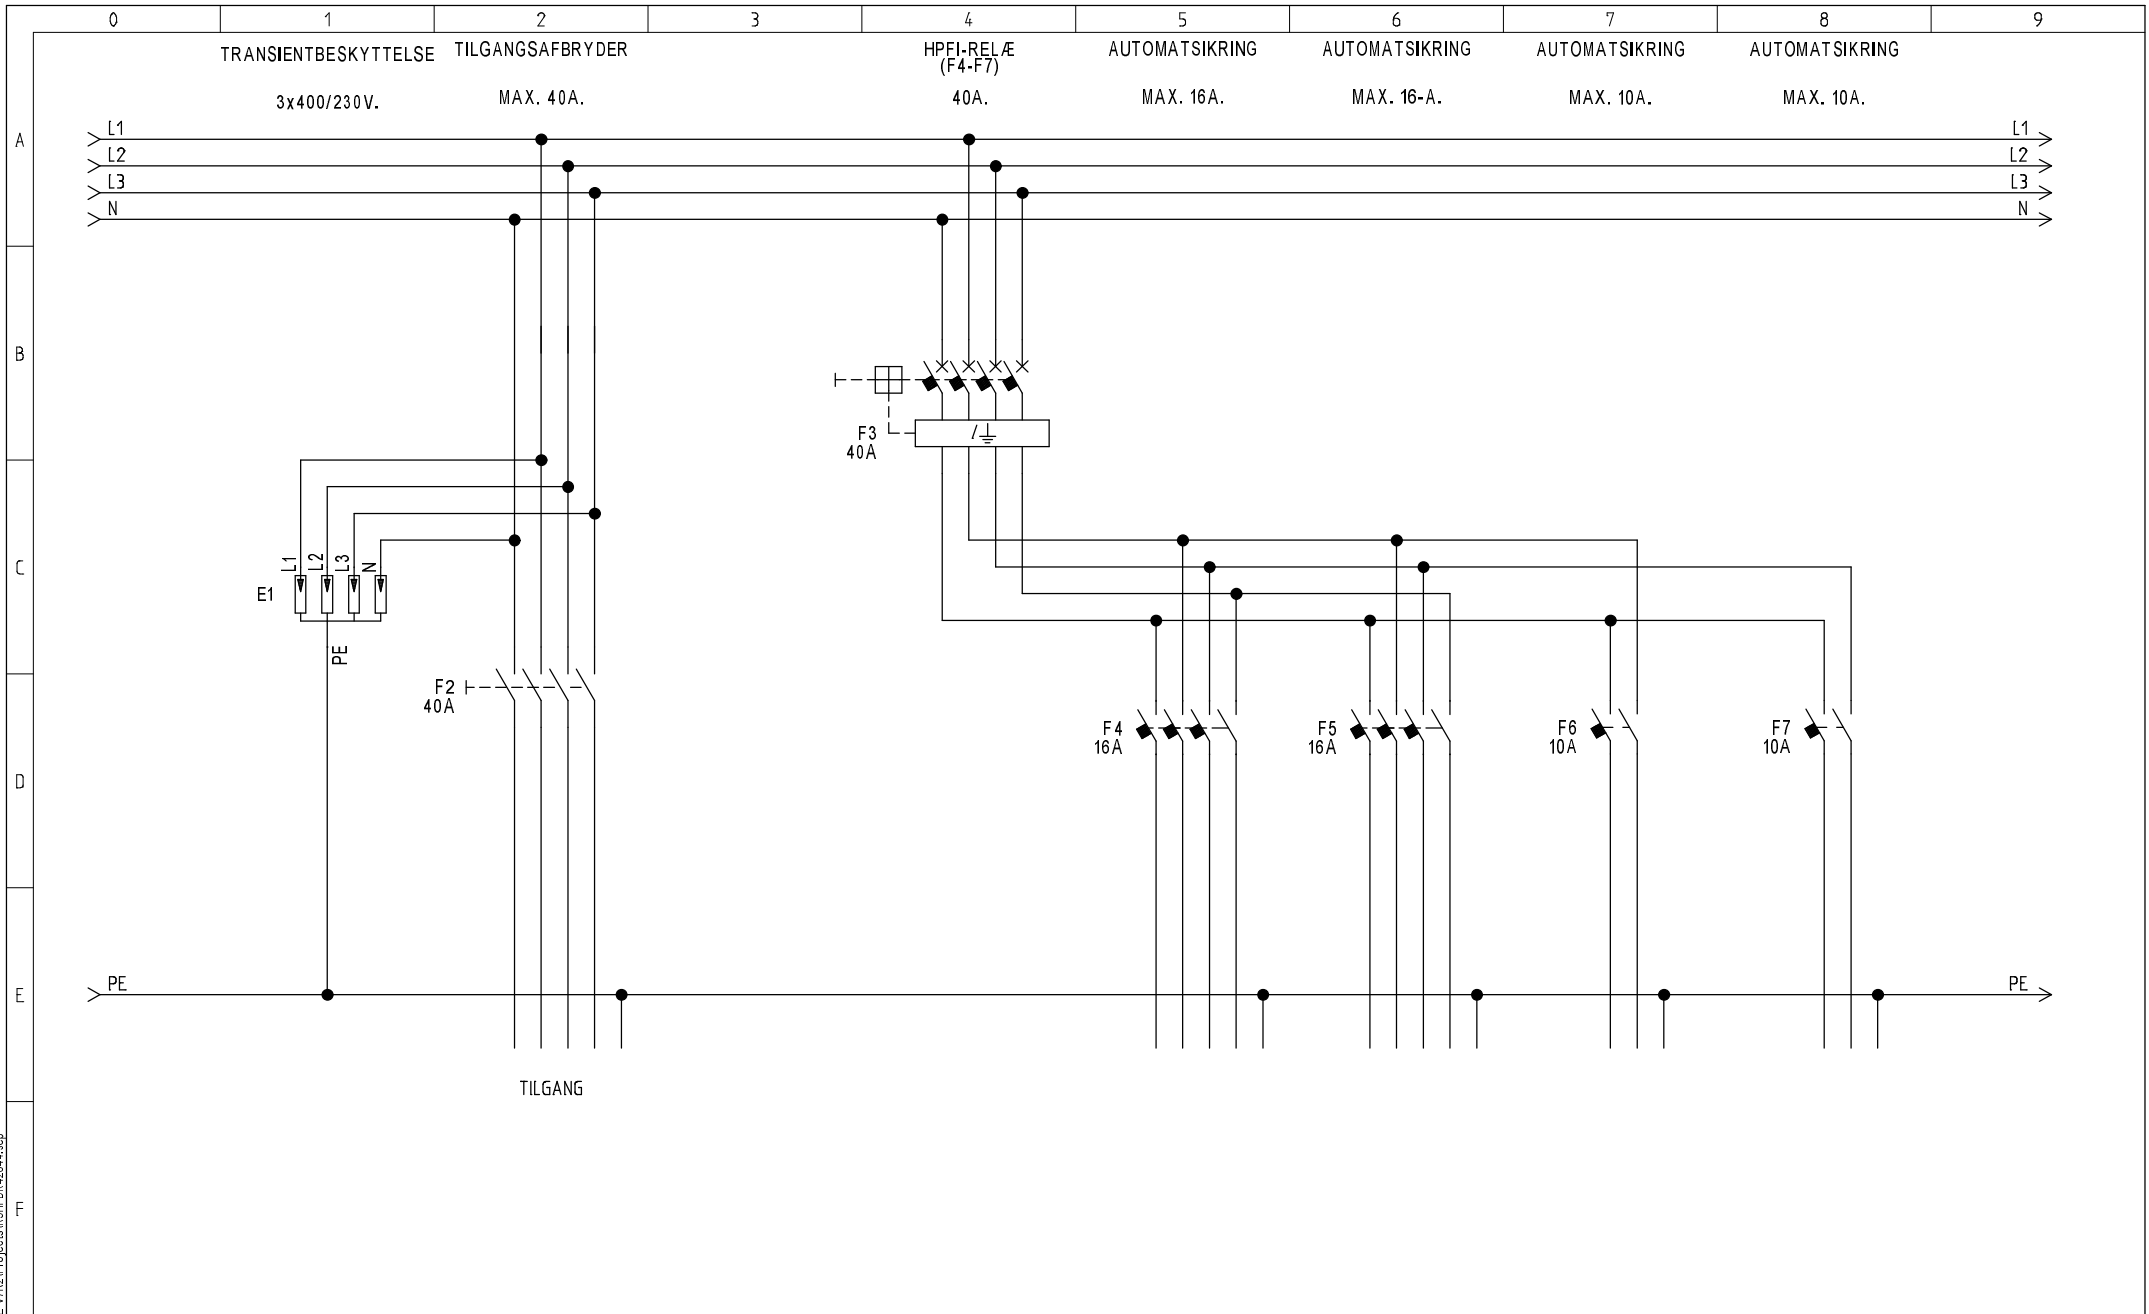 0 1 2 3 4 5 6 7 8 9
TRANSIENTBESKYTTELSE
3x400/230V.
TILGANGSAFBRYDER
MAX. 40A.
HPFI-RELÆ
(F4-F7)
40A.
AUTOMATSIKRING
MAX. 16A.
AUTOMATSIKRING
MAX. 16-A.
AUTOMATSIKRING
MAX. 10A.
AUTOMATSIKRING
MAX. 10A.
A
L1 L1
L2 L2
L3 L3
N N
B
F3
40A
C
L1 L2 L3 N
E1
PE
F2
40A
F4
16A
F5
16A
F6
10A
F7
10A
D
E
PE PE
TILGANG
F